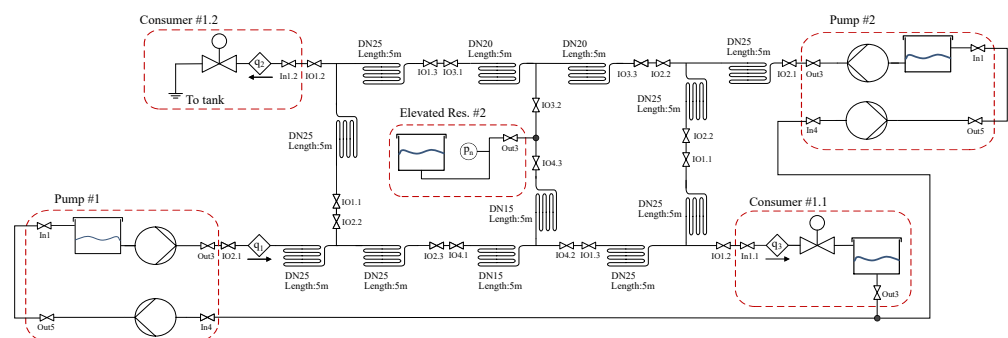 Consumer #1.2
Pump #2
DN25
Length:5m
DN20
Length:5m
DN20
Length:5m
DN25
Length:5m
q2
In1.2
IO1.2
IO1.3
IO3.1
IO3.3
IO2.2
IO2.1
Out3
In1
To tank
DN25
Length:5m
IO3.2
DN25
Length:5m
Elevated Res. #2
In4
Out5
DN25
Length:5m
pn
Out3
IO2.2
IO4.3
IO1.1
IO1.1
IO2.2
DN15
Length:5m
DN25
Length:5m
Pump #1
Consumer #1.1
In1
Out3
IO2.1
q1
IO2.3
IO4.1
IO4.2
IO1.3
IO1.2
In1.1
q3
DN25
Length:5m
DN25
Length:5m
DN15
Length:5m
DN25
Length:5m
Out3
Out5
In4